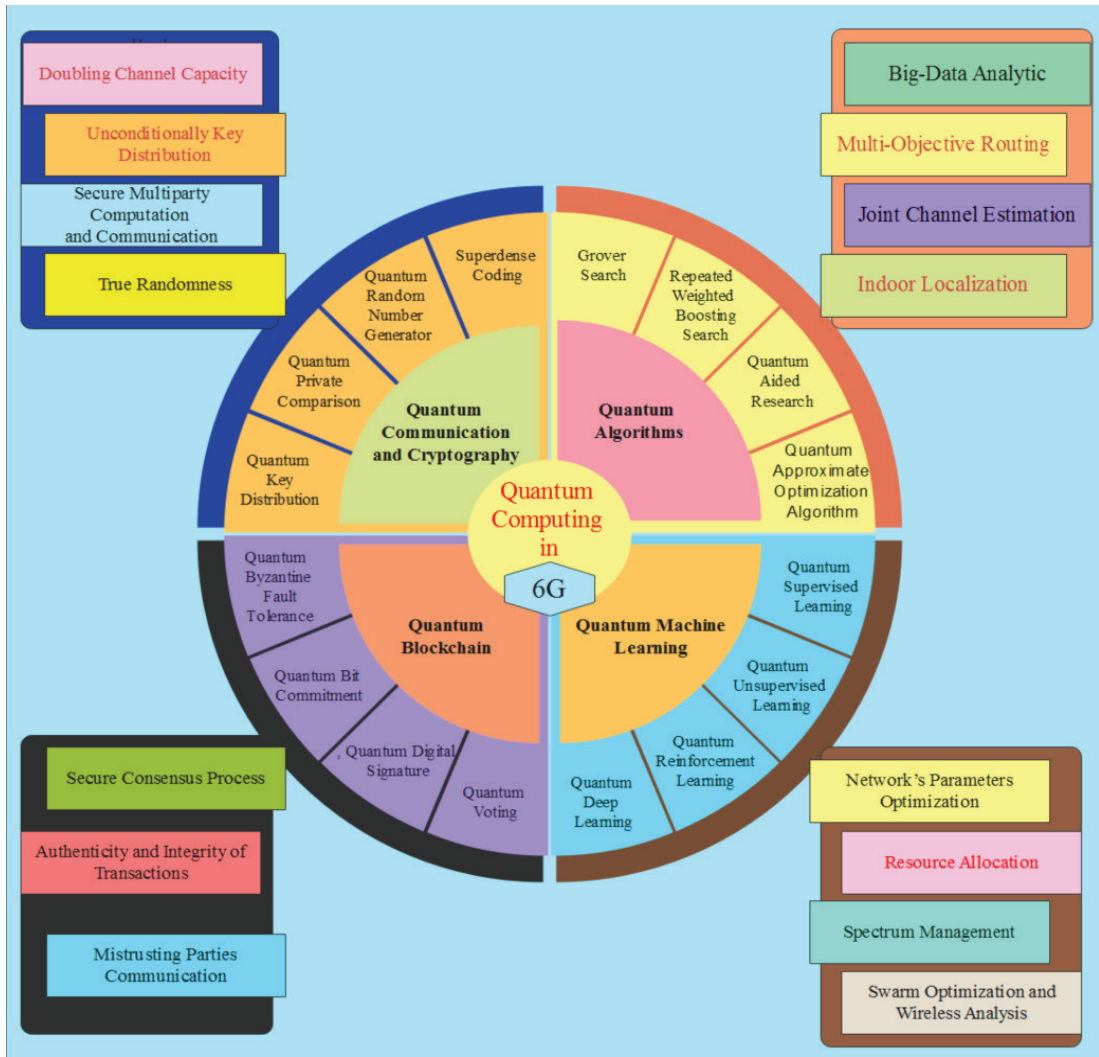 Doubling Channel Capacity
Unconditionally Key
Distribution
Secure Multiparty
Computation
and Communication
True Randomness
Big-Data Analytic
Multi-Objective Routing
Joint Channel Estimation
Indoor Localization
Superdense
Coding
Quantum
Random
Number
Generator
Quantum
Private
Comparison
Quantum
Key
Distribution
Grover
Search
Repeated
Weighted
Boosting
Search
Quantum
Aided
Research
Quantum
Approximate
Optimization
Algorithm
Quantum
Communication
and Cryptography
Quantum
Algorithms
Quantum
Computing
in
6G
Quantum
Blockchain
Quantum Machine
Learning
Quantum
Byzantine
Fault
Tolerance
Quantum Bit
Commitment
, Quantum Digital
Signature
Quantum
Voting
Quantum
Supervised
Learning
Quantum
Unsupervised
Learning
Quantum
Reinforcement
Learning
Quantum
Deep
Learning
Secure Consensus Process
Authenticity and Integrity of
Transactions
Mistrusting Parties
Communication
Network’s Parameters
Optimization
Resource Allocation
Spectrum Management
Swarm Optimization and
Wireless Analysis